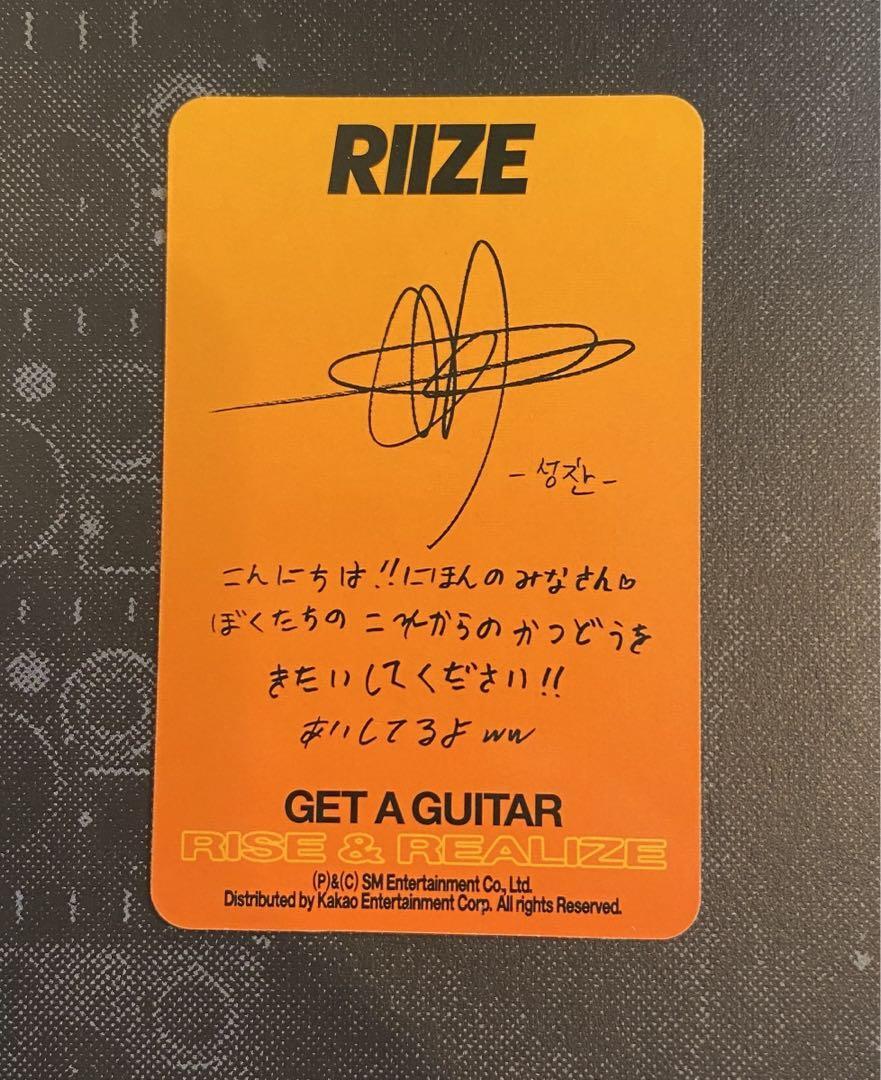 RIIZE
- 성찬 -
こんにちは!!にほんのみなさん♡
ぼくたちの これからの かつどうを
きたいしてください!!
あいしてるよ ww
GET A GUITAR
RISE & REALIZE
(P)&(C) SM Entertainment Co., Ltd.
Distributed by Kakao Entertainment Corp. All rights Reserved.